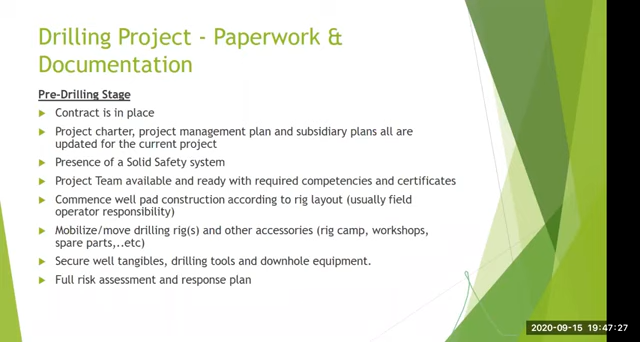 Drilling Project - Paperwork &
Documentation
Pre-Drilling Stage
Contract is in place
Project charter, project management plan and subsidiary plans all are
updated for the current project
Presence of a Solid Safety system
Project Team available and ready with required competencies and certificates
Commence well pad construction according to rig layout (usually field
operator responsibility)
Mobilize/move drilling rig(s) and other accessories (rig camp, workshops,
spare parts,..etc)
Secure well tangibles, drilling tools and downhole equipment.
Full risk assessment and response plan
2020-09-15 19:47:27